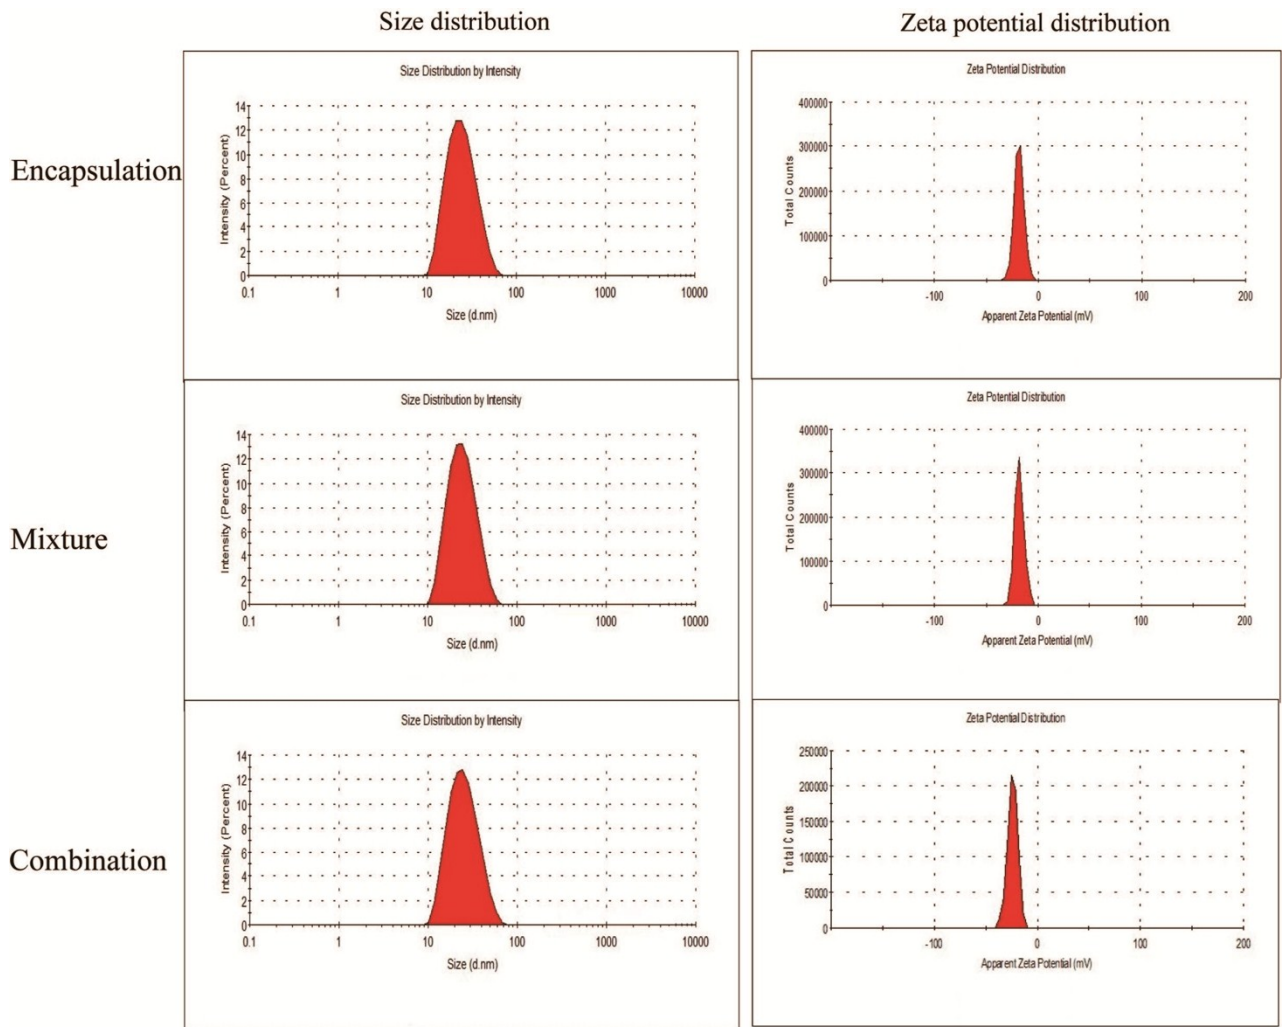 Size distribution
Zeta potential distribution
Encapsulation
Size Distribution by Intensity
14
12
10
8
6
4
2
0
Intensity (Percent)
0.1 1 10 100 1000 10000
Size (d.nm)
Zeta Potential Distribution
400000
300000
200000
100000
0
Total Counts
-100 0 100 200
Apparent Zeta Potential (mV)
Mixture
Size Distribution by Intensity
14
12
10
8
6
4
2
0
Intensity (Percent)
0.1 1 10 100 1000 10000
Size (d.nm)
Zeta Potential Distribution
400000
300000
200000
100000
0
Total Counts
-100 0 100 200
Apparent Zeta Potential (mV)
Combination
Size Distribution by Intensity
14
12
10
8
6
4
2
0
Intensity (Percent)
0.1 1 10 100 1000 10000
Size (d.nm)
Zeta Potential Distribution
250000
200000
150000
100000
50000
0
Total Counts
-100 0 100 200
Apparent Zeta Potential (mV)